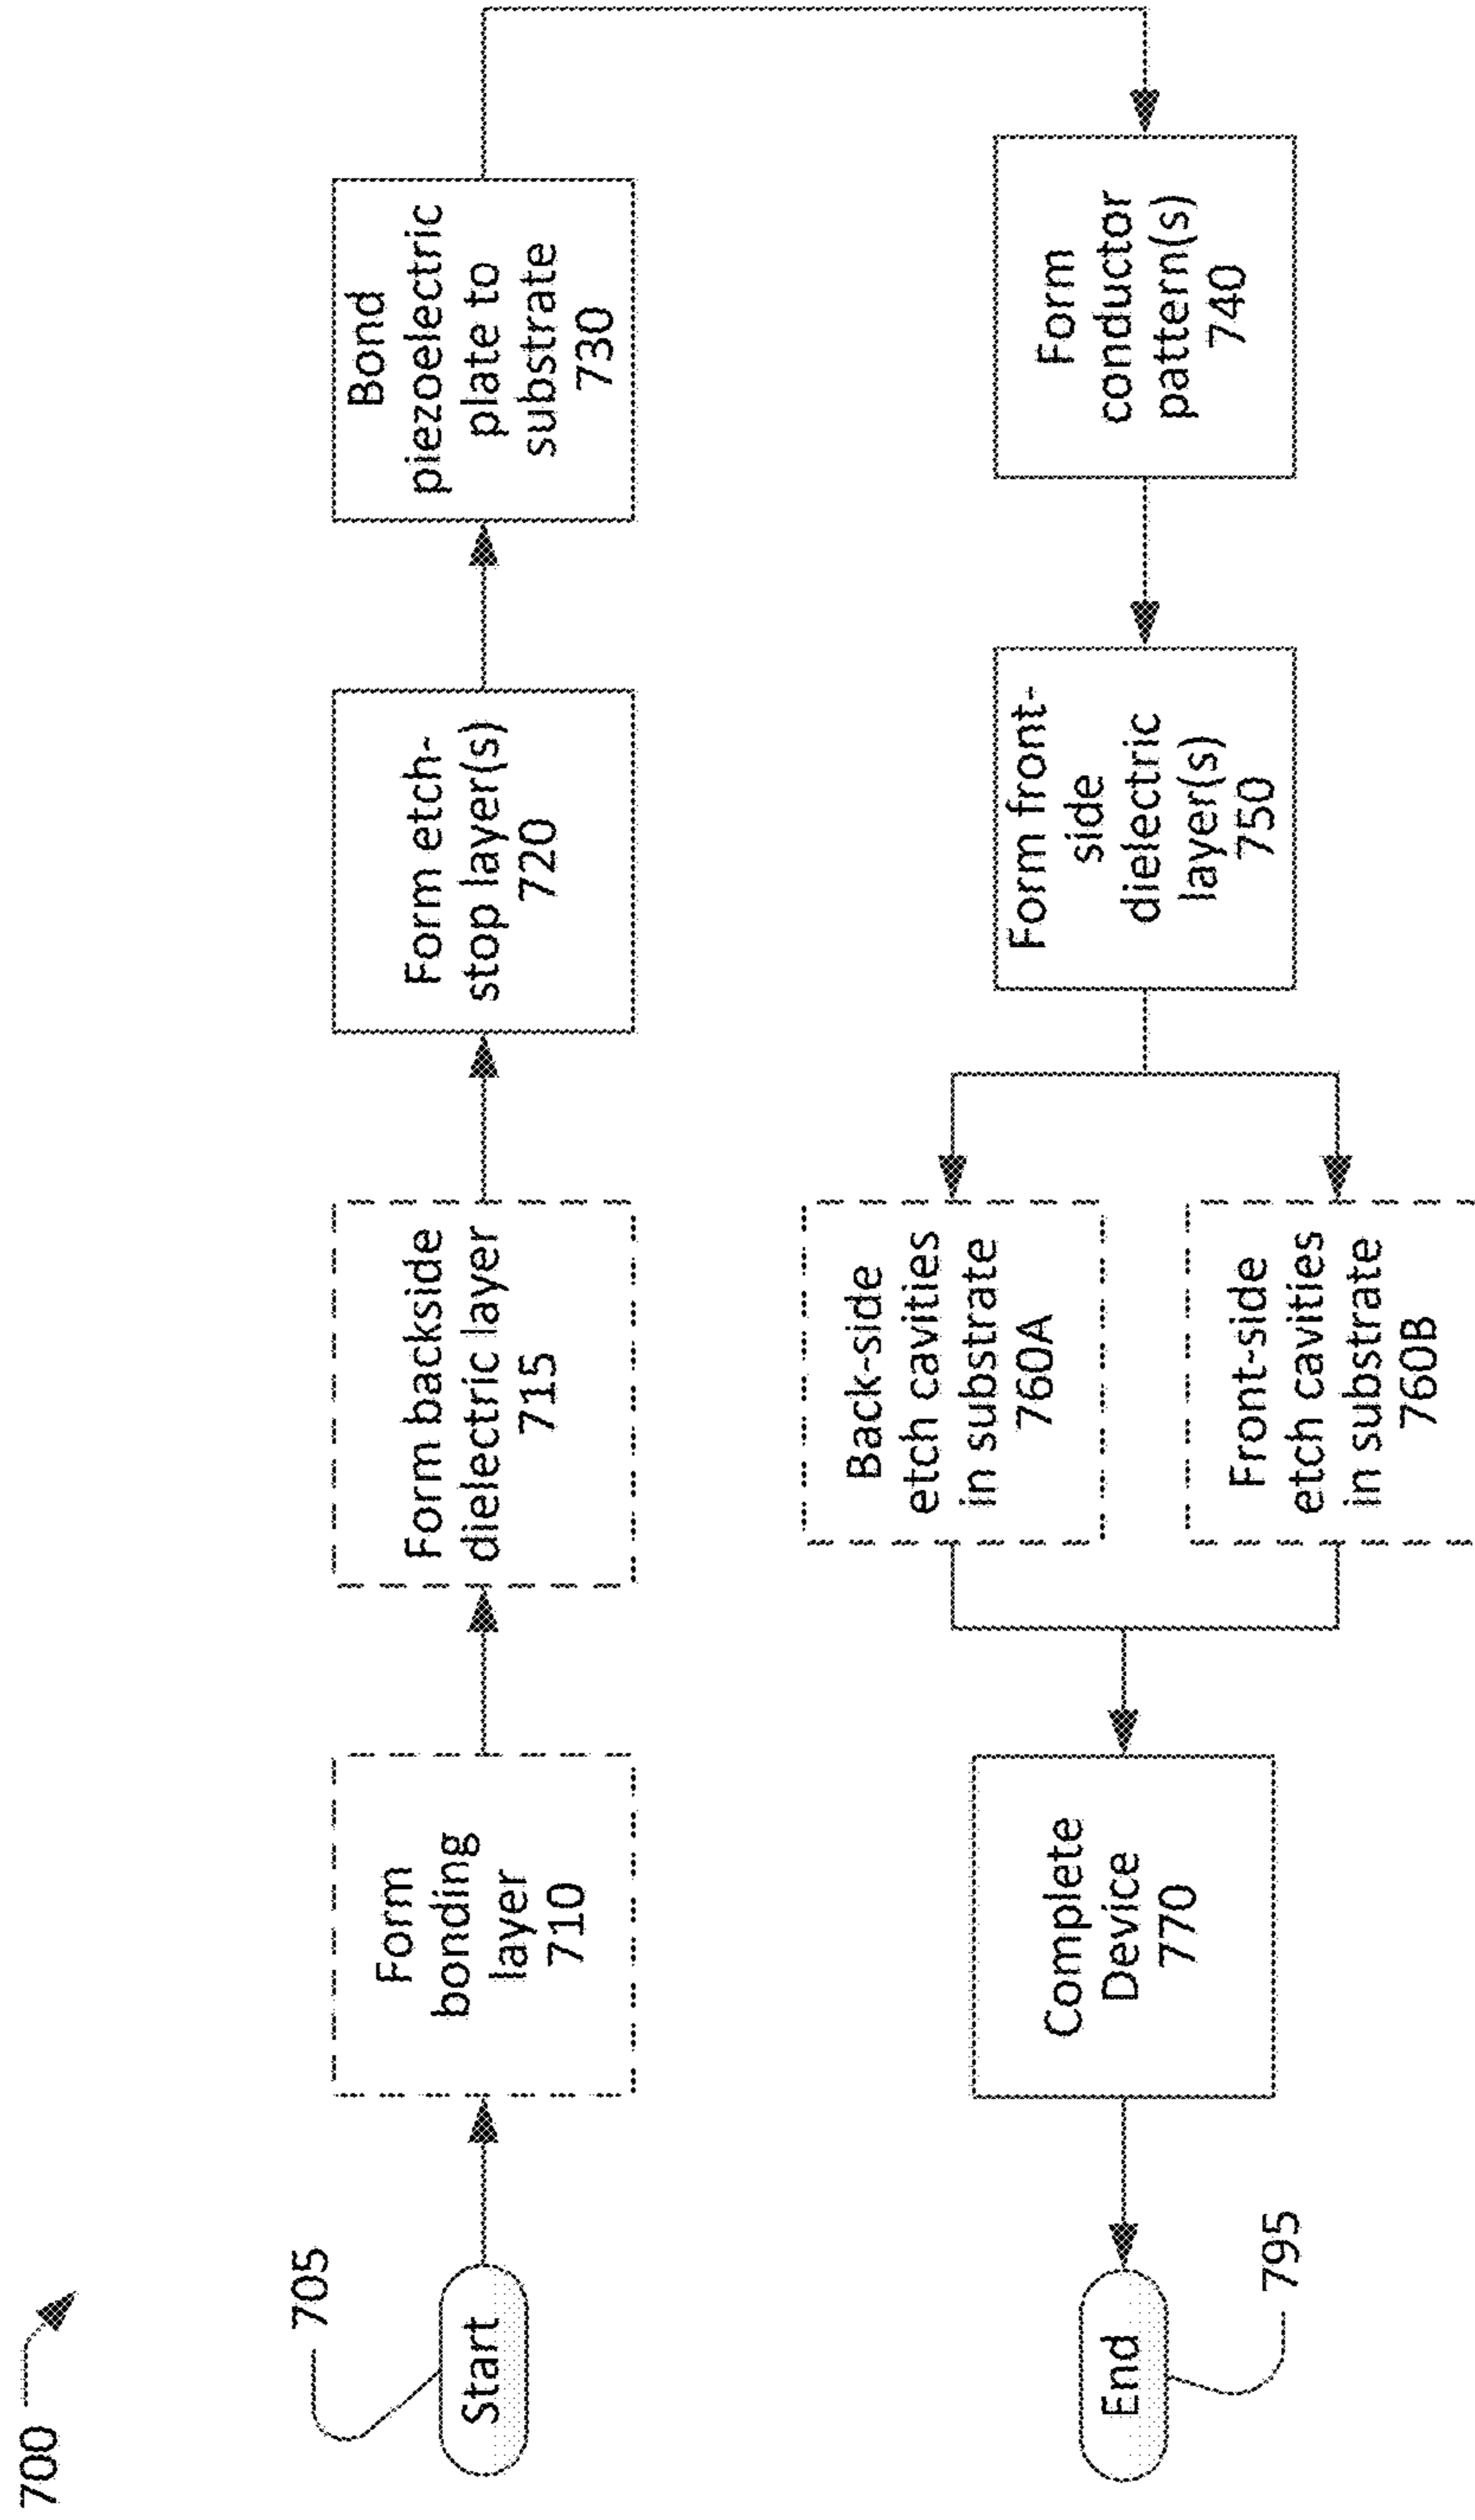 700
705
Start
Form
bonding
layer
710
Form backside
dielectric layer
715
Form etch-
stop layer(s)
720
Bond
piezoelectric
plate to
substrate
730
Form
conductor
pattern(s)
740
Form front-
side
dielectric
layer(s)
750
Back-side
etch cavities
in substrate
760A
Front-side
etch cavities
in substrate
760B
Complete
Device
770
End
795